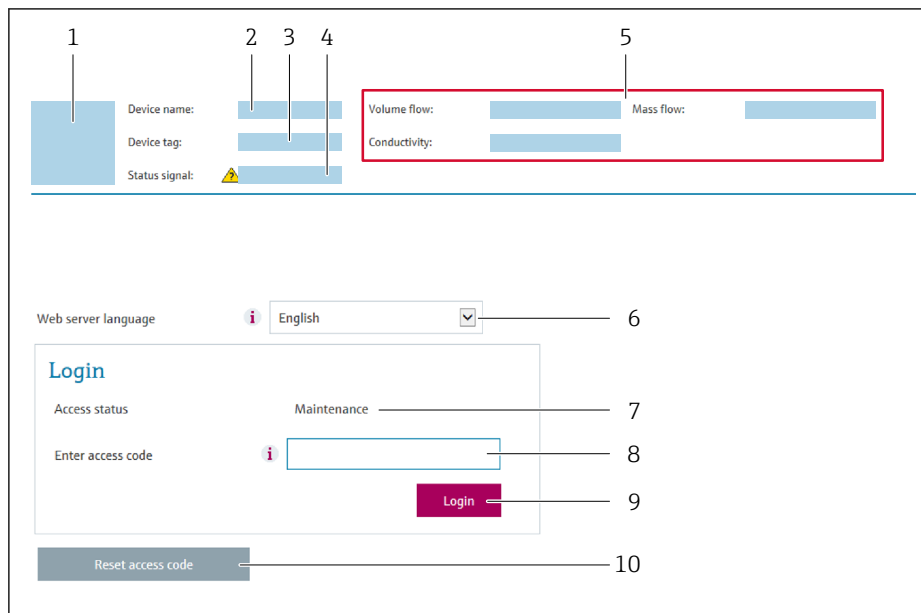 1 2 3 4 5
Device name: Volume flow: Mass flow:
Device tag: Conductivity:
Status signal: ?
Web server language i English 6
Login
Access status Maintenance 7
Enter access code i 8
Login 9
Reset access code 10